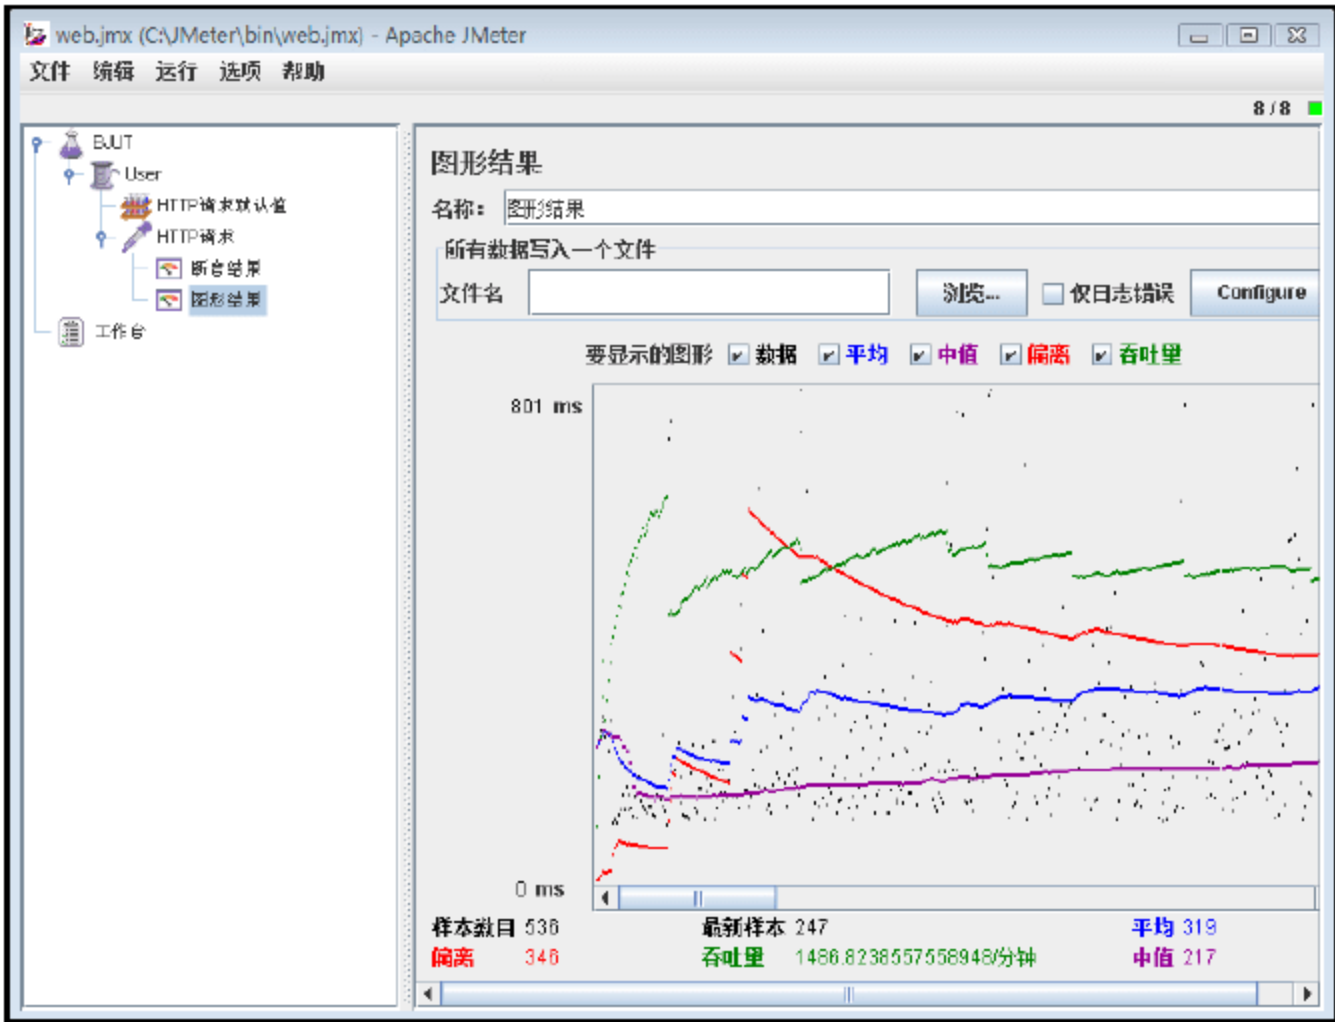 web.jmx (C:\JMeter\bin\web.jmx) - Apache JMeter
文件 编辑 运行 选项 帮助
8 / 8
BJUT
User
HTTP请求默认值
HTTP请求
断言结果
图形结果
工作台
图形结果
名称: 图形结果
所有数据写入一个文件
文件名 浏览... 仅日志错误 Configure
要显示的图形 数据 平均 中值 偏离 吞吐量
801 ms
0 ms
样本数目 536 最新样本 247 平均 319
偏离 346 吞吐量 1486.8238557558948/分钟 中值 217